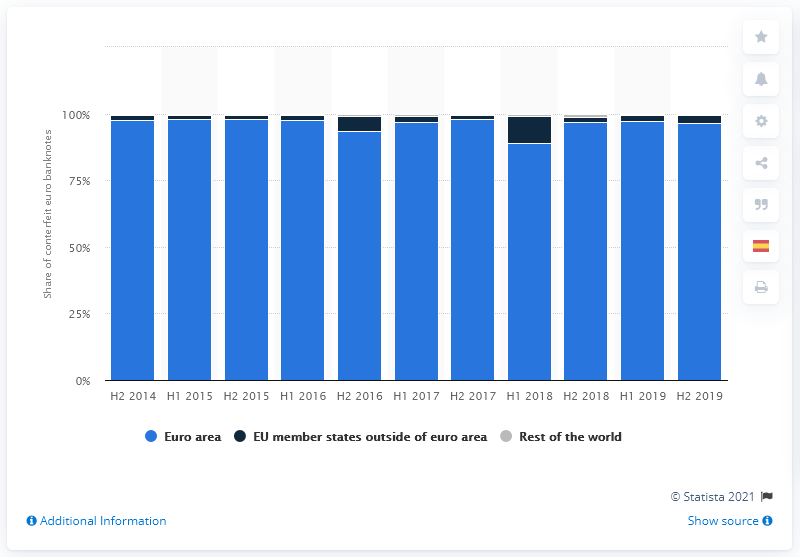 100%
75%
50%
25%
0%
Share of conterfeit euro banknotes
H2 2014 H1 2015 H2 2015 H1 2016 H2 2016 H1 2017 H2 2017 H1 2018 H2 2018 H1 2019 H2 2019
Euro area EU member states outside of euro area Rest of the world
© Statista 2021
Additional Information Show source